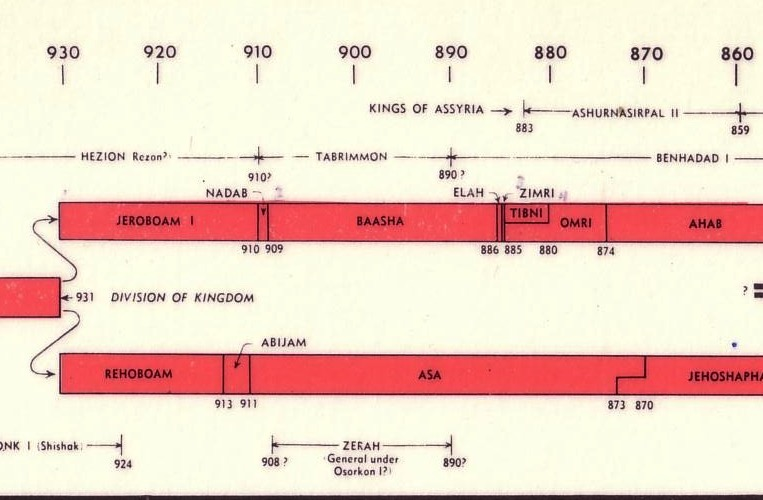 930 920 910 900 890 880 870 860
KINGS OF ASSYRIA ASHURNASIRPAL II
883 859
HEZION Rezon?) TABRIMMON BENHADAD I
910? 890?
NADAB ELAH ZIMRI
JEROBOAM I BAASHA TIBNI OMRI AHAB
910 909 886 885 880 874
931 DIVISION OF KINGDOM ?
ABIJAM
REHOBOAM ASA JEHOSHAPHA
913 911 873 870
ONK I (Shishak) ZERAH
924 908? General under 890?
Osorkon I?)